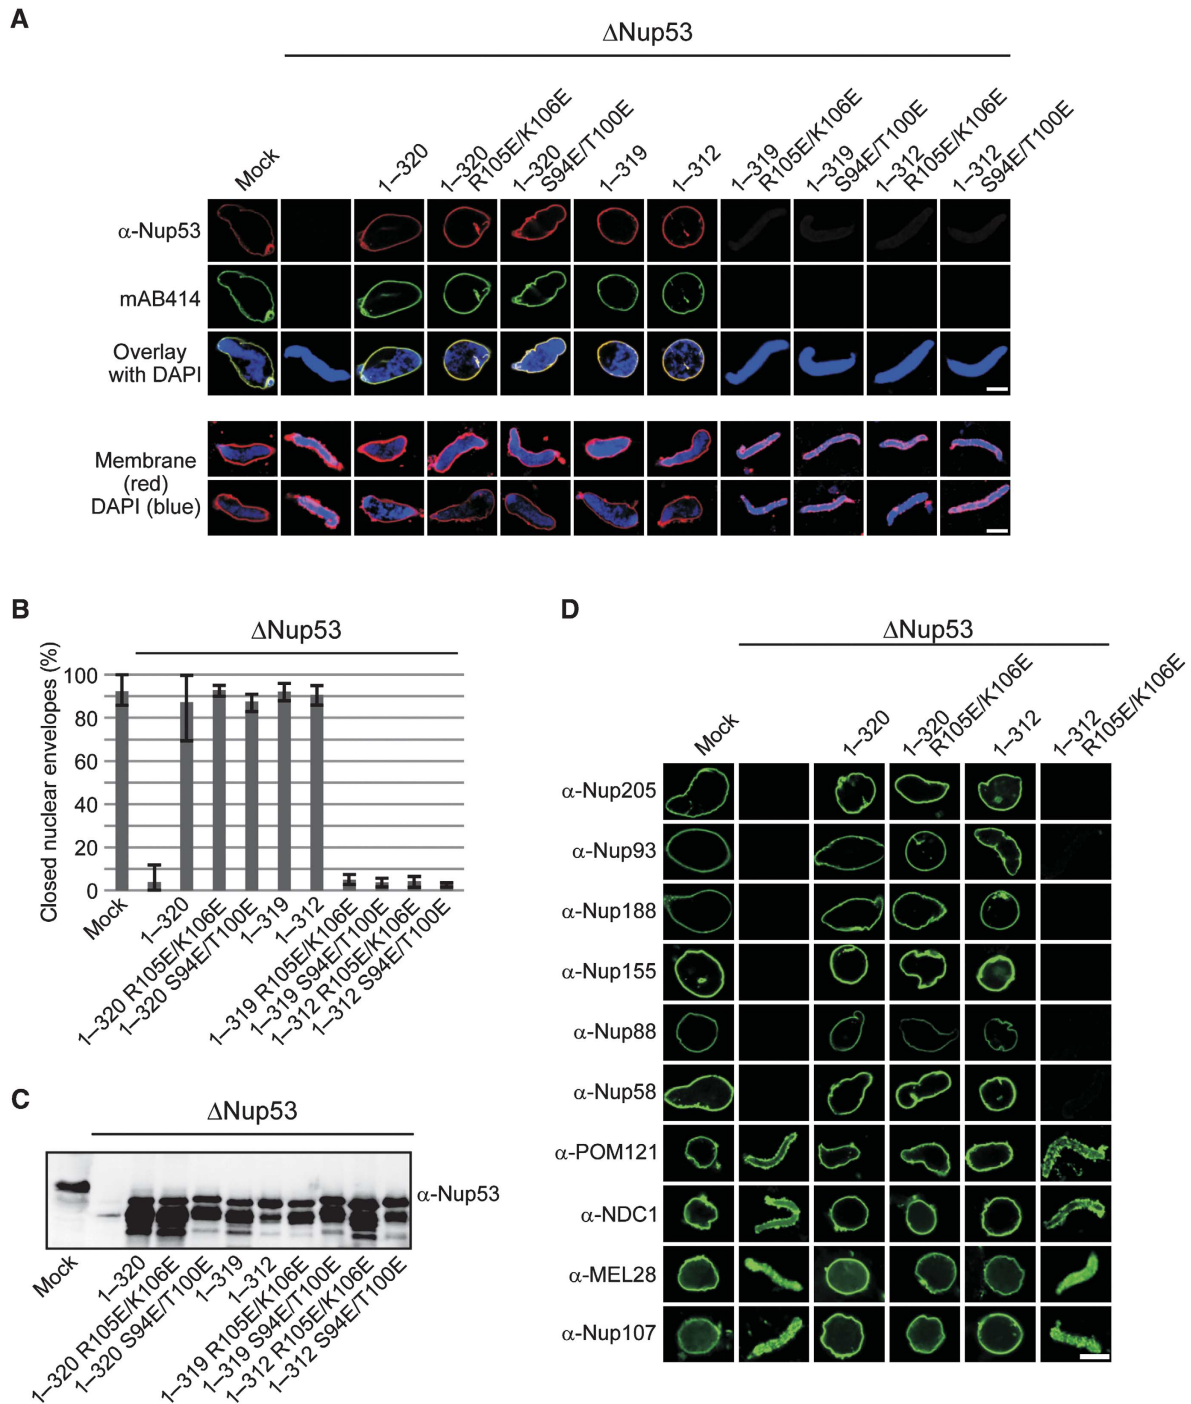 A
ΔNup53
Mock
1–320
1–320
R105E/K106E
1–320
S94E/T100E
1–319
1–312
1–319
R105E/K106E
1–319
S94E/T100E
1–312
R105E/K106E
1–312
S94E/T100E
α-Nup53
mAB414
Overlay
with DAPI
Membrane
(red)
DAPI (blue)
B
ΔNup53
Closed nuclear envelopes (%)
100
80
60
40
20
0
Mock
1–320
1–320 R105E/K106E
1–320 S94E/T100E
1–319
1–312
1–319 R105E/K106E
1–319 S94E/T100E
1–312 R105E/K106E
1–312 S94E/T100E
C
ΔNup53
α-Nup53
Mock
1–320
1–320 R105E/K106E
1–320 S94E/T100E
1–319
1–312
1–319 R105E/K106E
1–319 S94E/T100E
1–312 R105E/K106E
1–312 S94E/T100E
D
ΔNup53
Mock
1–320
1–320
R105E/K106E
1–312
1–312
R105E/K106E
α-Nup205
α-Nup93
α-Nup188
α-Nup155
α-Nup88
α-Nup58
α-POM121
α-NDC1
α-MEL28
α-Nup107